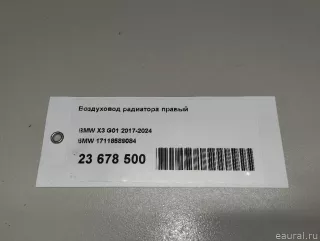 Воздуховод радиатора правый
BMW X3 G01 2017-2024
BMW 17118589084
23 678 500
eaural.ru